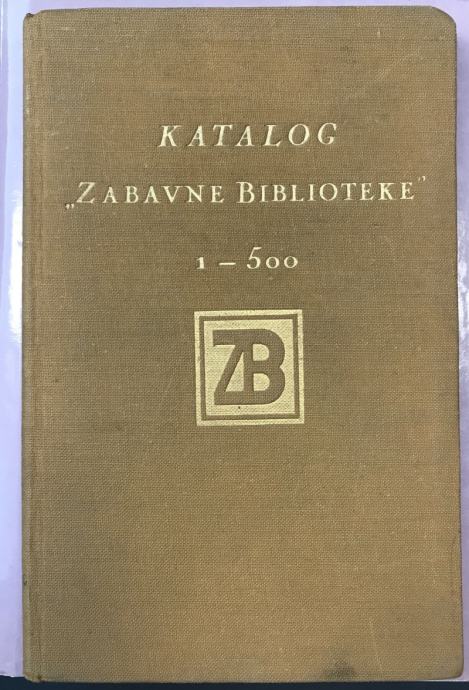 KATALOG
„ZABAVNE BIBLIOTEKE”
1 – 500
ZB